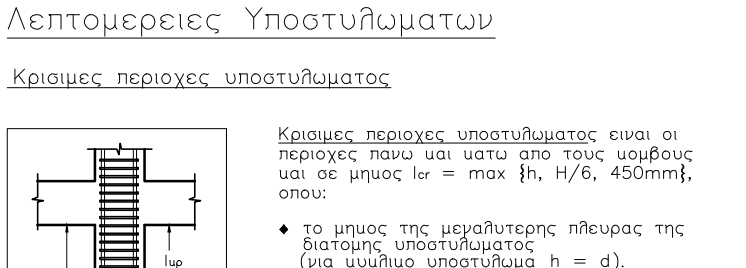 Λεπτομερειες Υποστυλωματων
Κρισιμες περιοχες υποστυλωματος
Κρισιμες περιοχες υποστυλωματος ειναι οι
περιοχες πανω και κατω απο τους κομβους
και σε μηκος lcr = max {h, H/6, 450mm},
οπου:
♦ το μηκος της μεγαλυτερης πλευρας της
διατομης υποστυλωματος
(για κυκλικο υποστυλωμα h = d).
lκρ